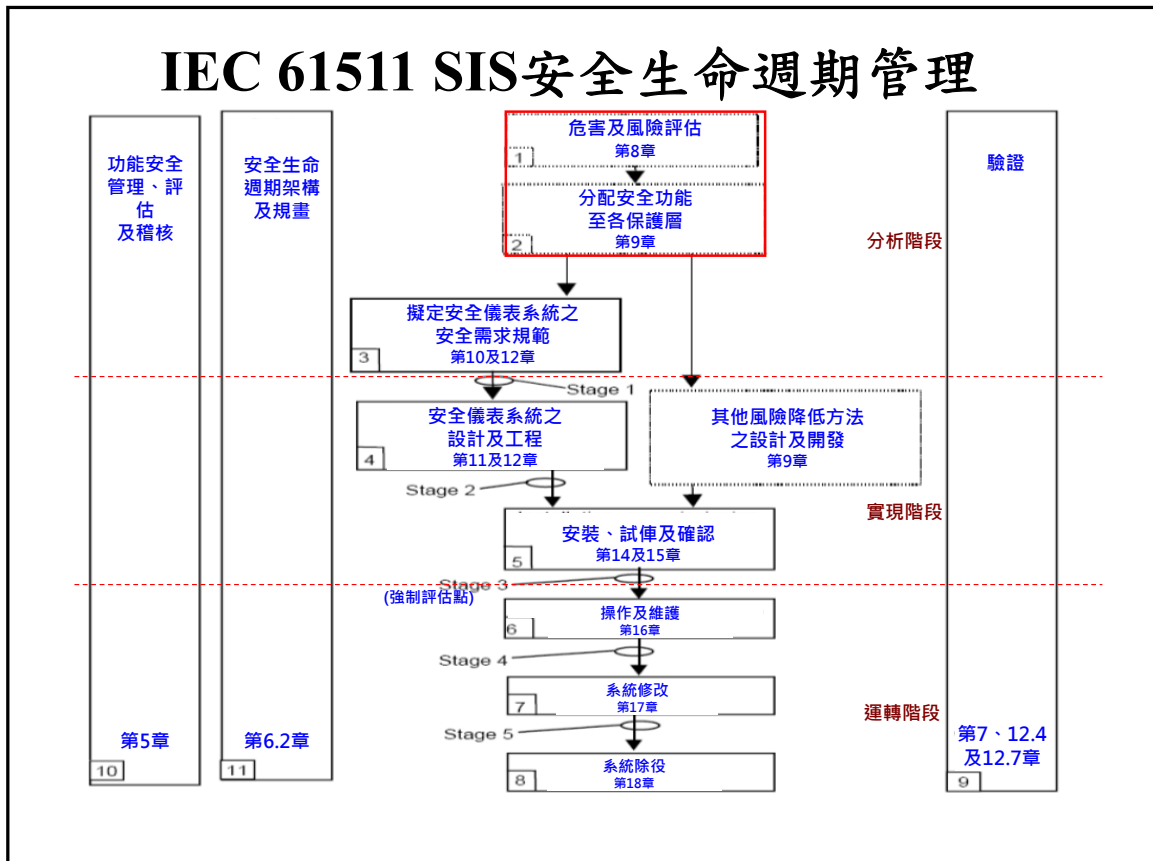 IEC 61511 SIS安全生命週期管理
功能安全
管理、評
估
及稽核
第5章
10
安全生命
週期架構
及規畫
第6.2章
11
危害及風險評估
第8章
1
分配安全功能
至各保護層
第9章
2
擬定安全儀表系統之
安全需求規範
第10及12章
3
Stage 1
安全儀表系統之
設計及工程
第11及12章
4
Stage 2
其他風險降低方法
之設計及開發
第9章
安裝、試俥及確認
第14及15章
5
Stage 3
(強制評估點)
操作及維護
第16章
6
Stage 4
系統修改
第17章
7
Stage 5
系統除役
第18章
8
分析階段
實現階段
運轉階段
驗證
第7、12.4
及12.7章
9